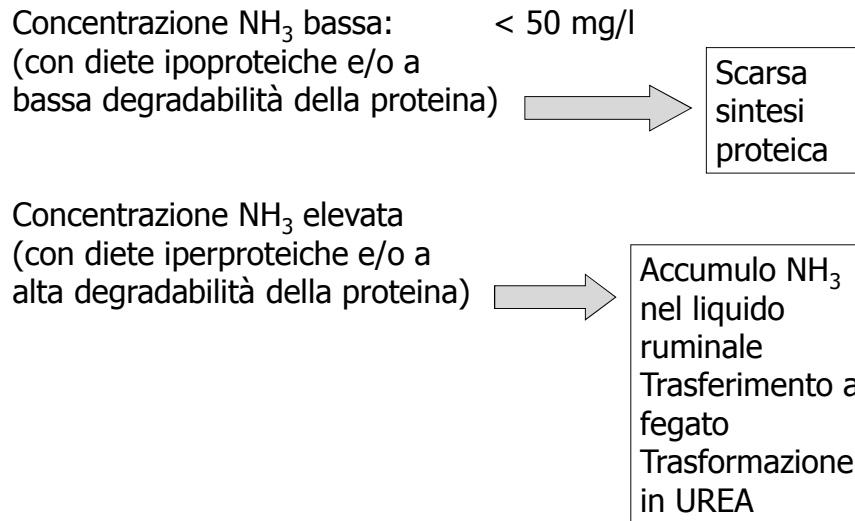 Concentrazione NH₃ bassa: < 50 mg/l
(con diete ipoproteiche e/o a
bassa degradabilità della proteina)
Scarsa
sintesi
proteica
Concentrazione NH₃ elevata
(con diete iperproteiche e/o a
alta degradabilità della proteina)
Accumulo NH₃
nel liquido
ruminale
Trasferimento a
fegato
Trasformazione
in UREA